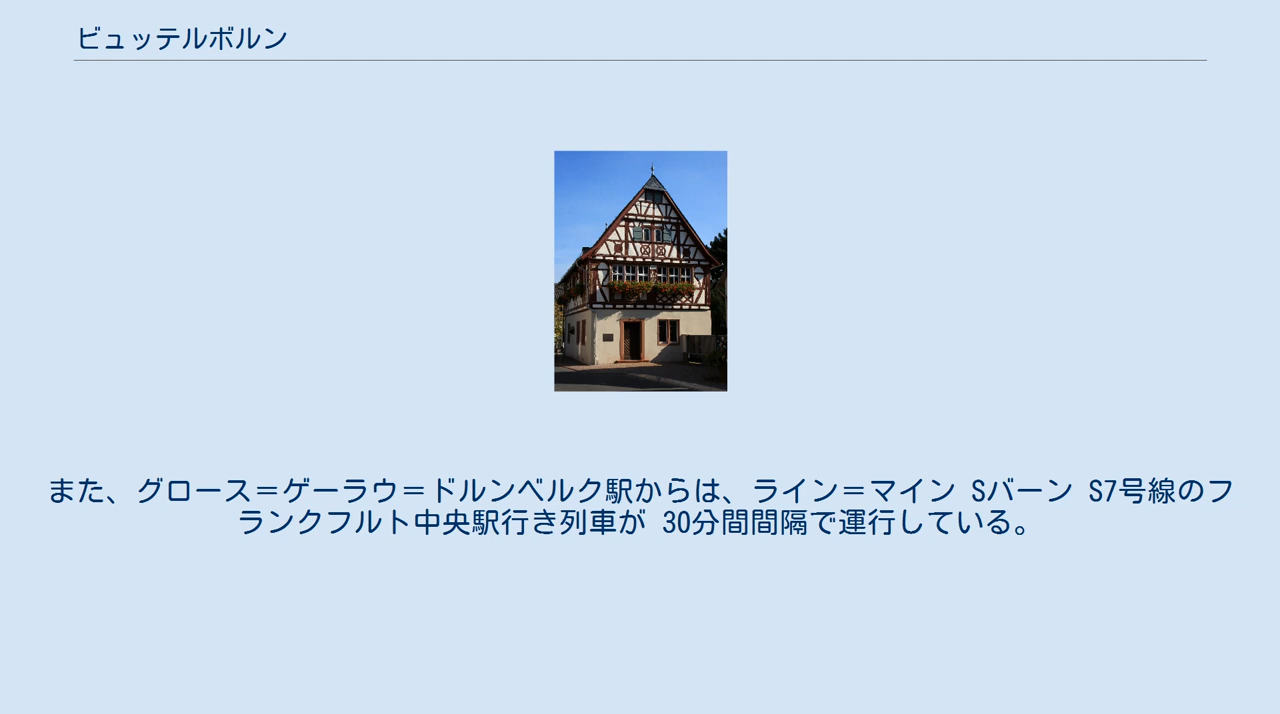 ビュッテルボルン
また、グロース＝ゲーラウ＝ドルンベルク駅からは、ライン＝マイン Sバーン S7号線のフ
ランクフルト中央駅行き列車が 30分間間隔で運行している。